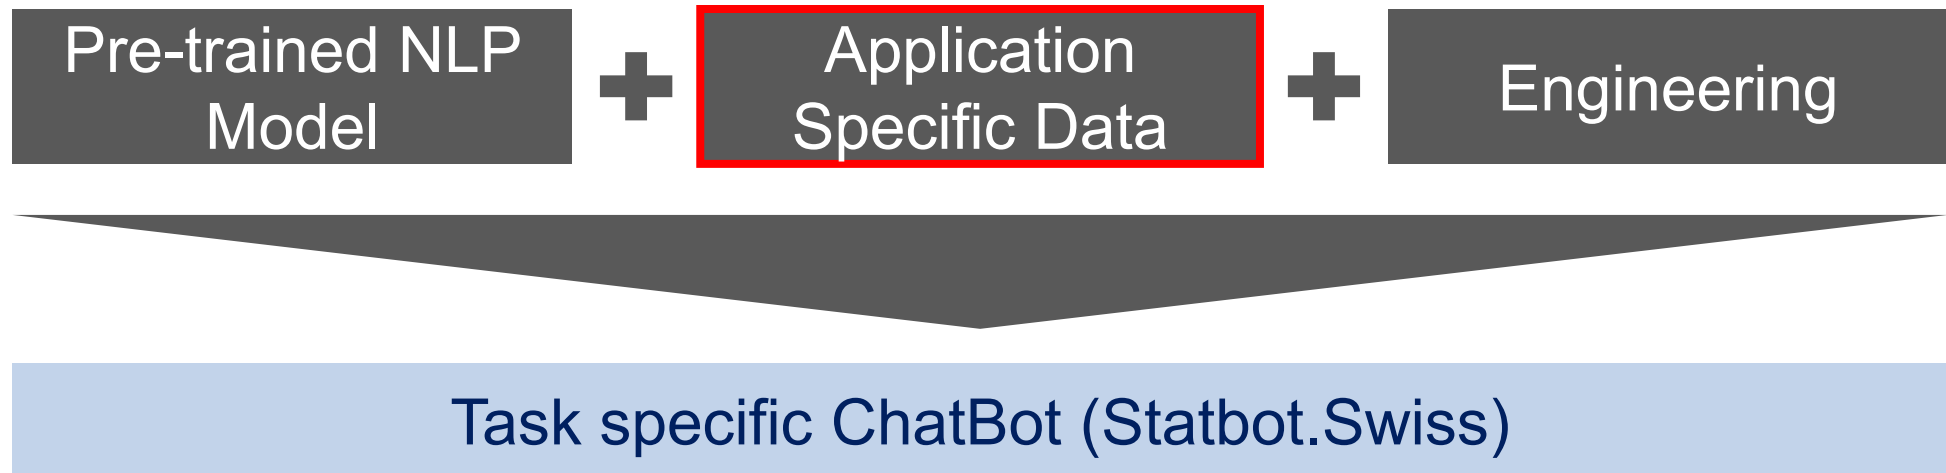 Pre-trained NLP
Model
Application
Specific Data
Engineering
Task specific ChatBot (Statbot.Swiss)